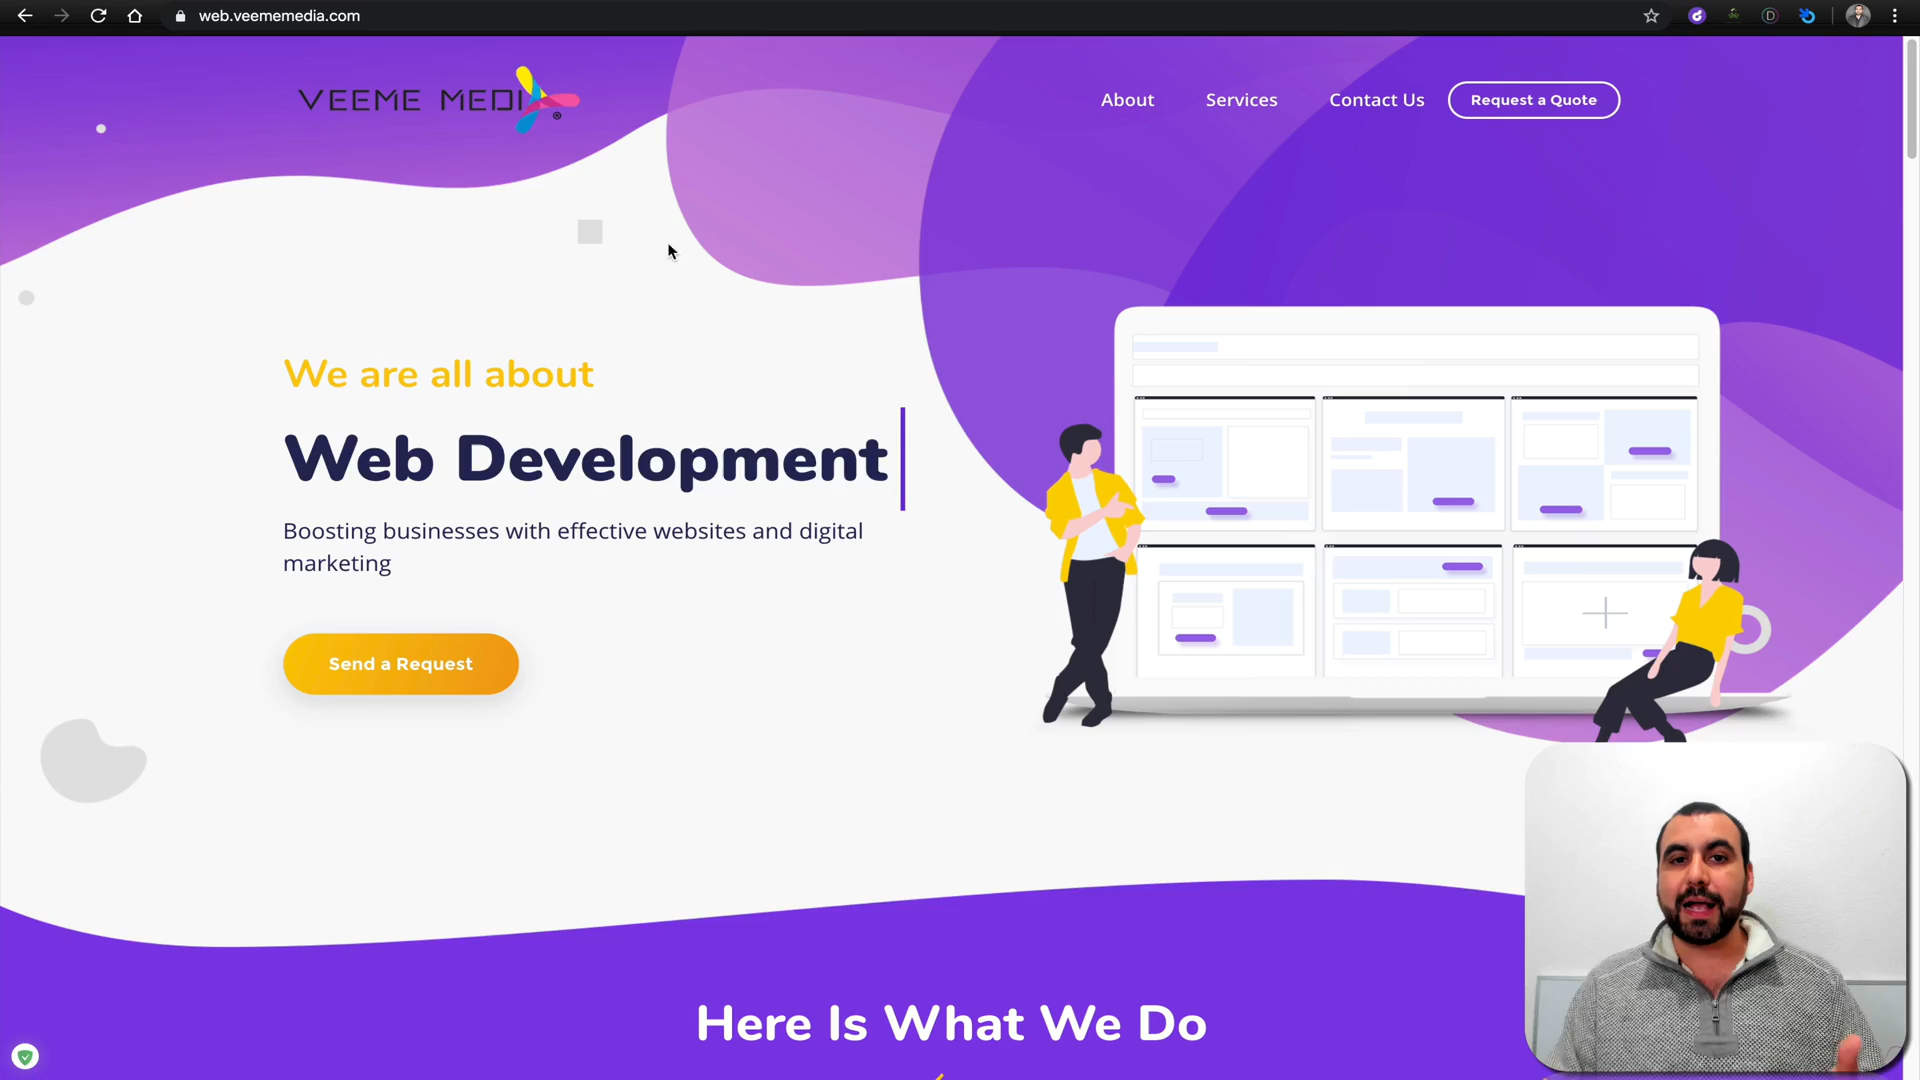 web.veememedia.com
VEEME MEDIA ®
About
Services
Contact Us
Request a Quote
We are all about
Web Development
Boosting businesses with effective websites and digital
marketing
Send a Request
Here Is What We Do